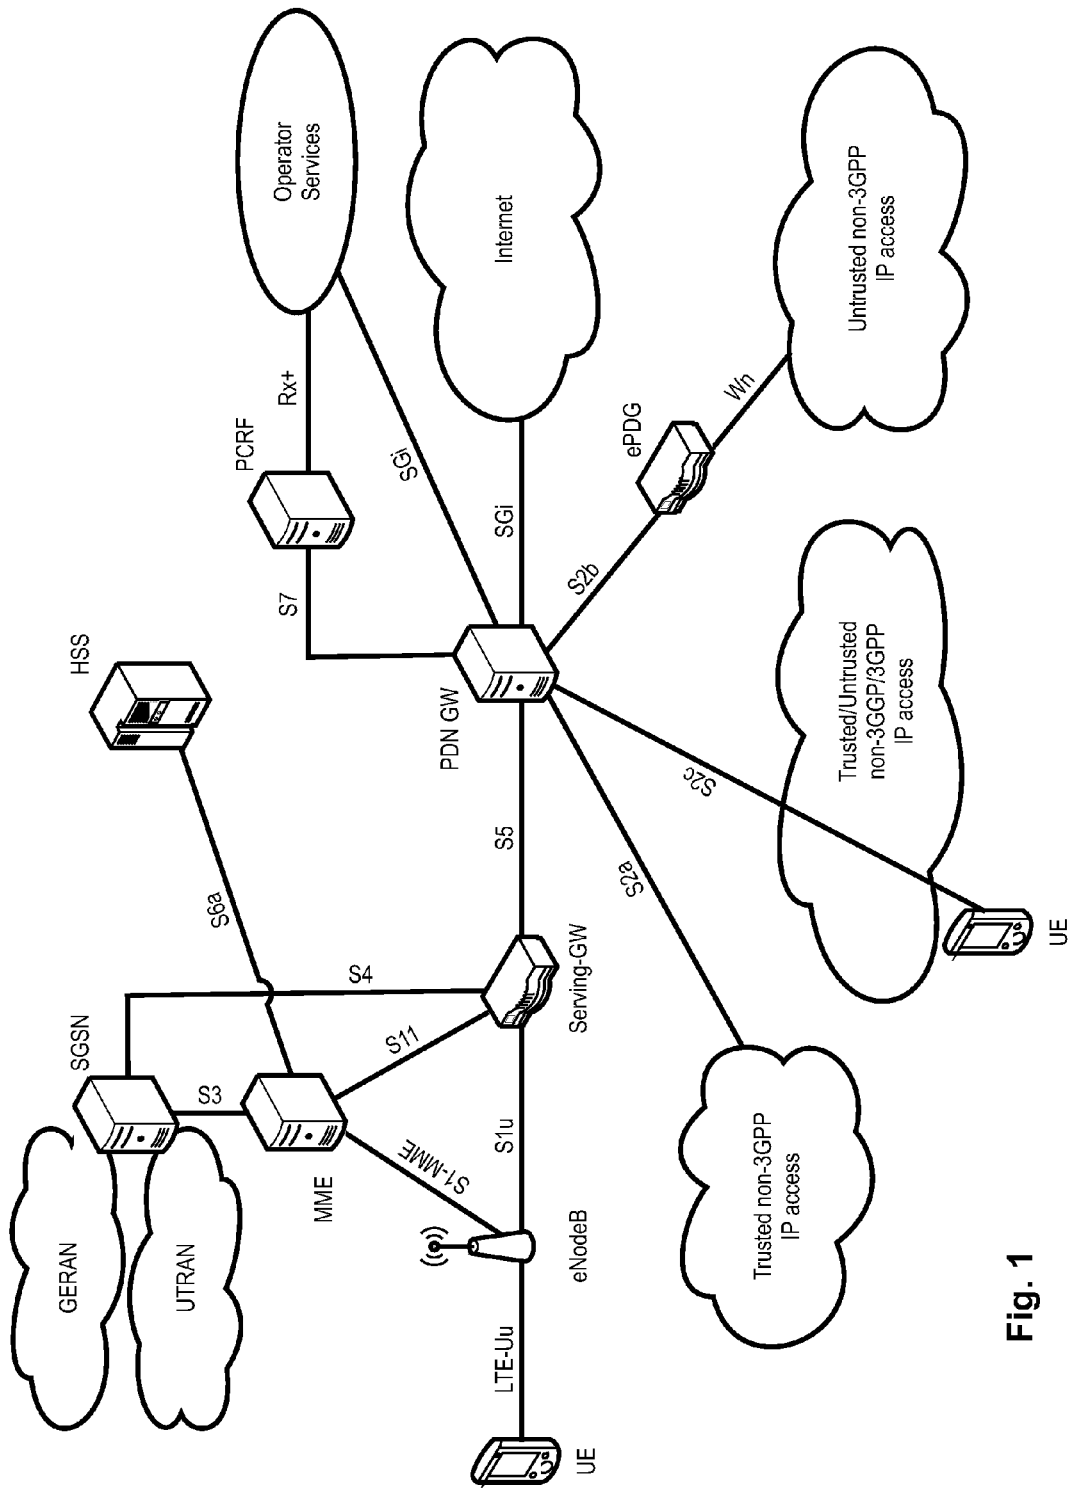 GERAN
UTRAN
SGSN
HSS
S3
S6a
S4
MME
S11
S1-MME
S7
PCRF
Rx+
Operator
Services
SGi
PDN GW
UE
LTE-Uu
eNodeB
S1u
Serving-GW
S5
SGi
Internet
S2a
S2c
S2b
ePDG
Wn
Trusted non-3GPP
IP access
Trusted/Untrusted
non-3GGP/3GPP
IP access
Untrusted non-3GPP
IP access
UE
Fig. 1